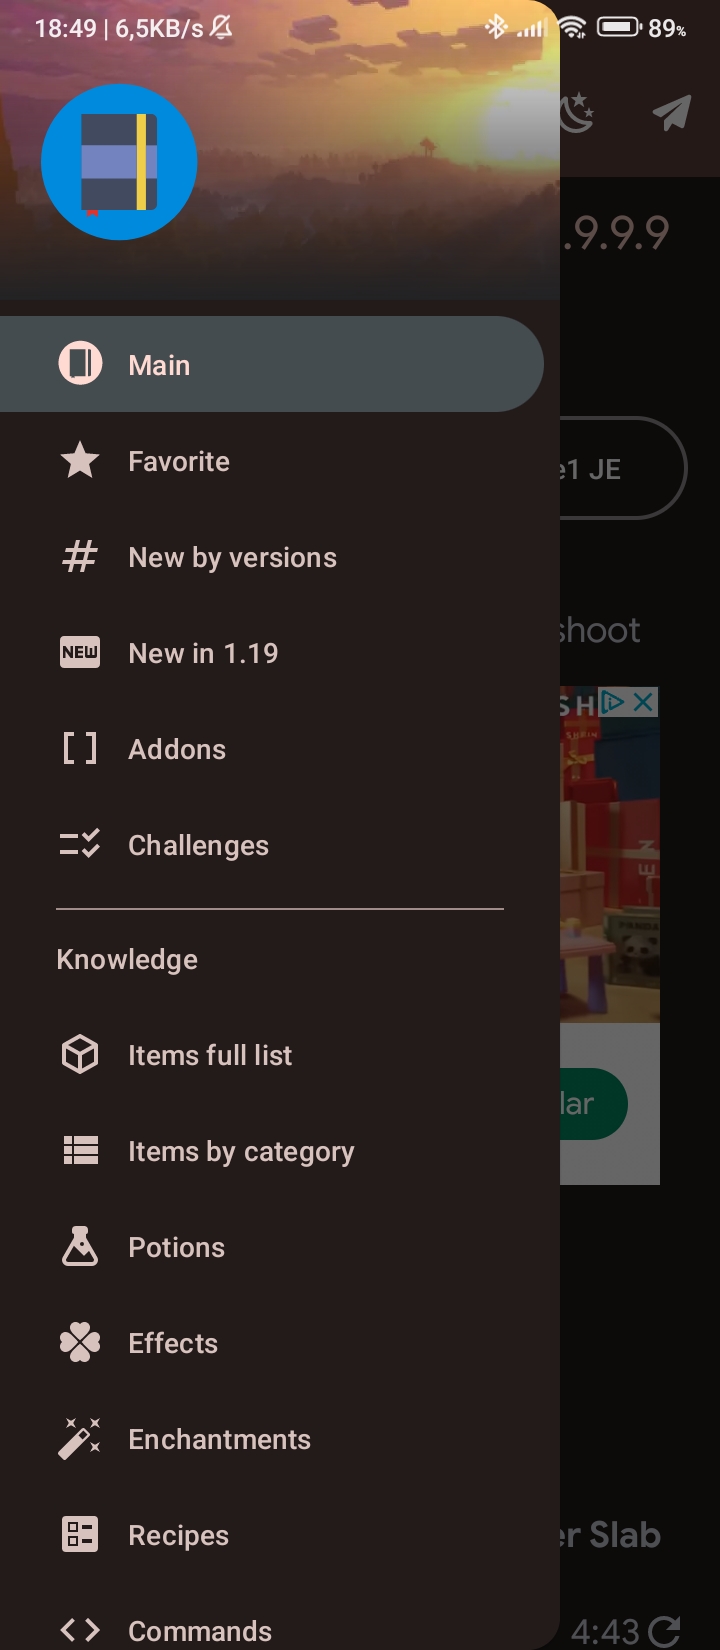 18:49 | 6,5KB/s
89%
.9.9.9
Main
e1 JE
Favorite
New by versions
shoot
NEW
New in 1.19
SH
Addons
Challenges
PANDA
Knowledge
Items full list
lar
Items by category
Potions
Effects
Enchantments
Recipes
er Slab
Commands
4:43